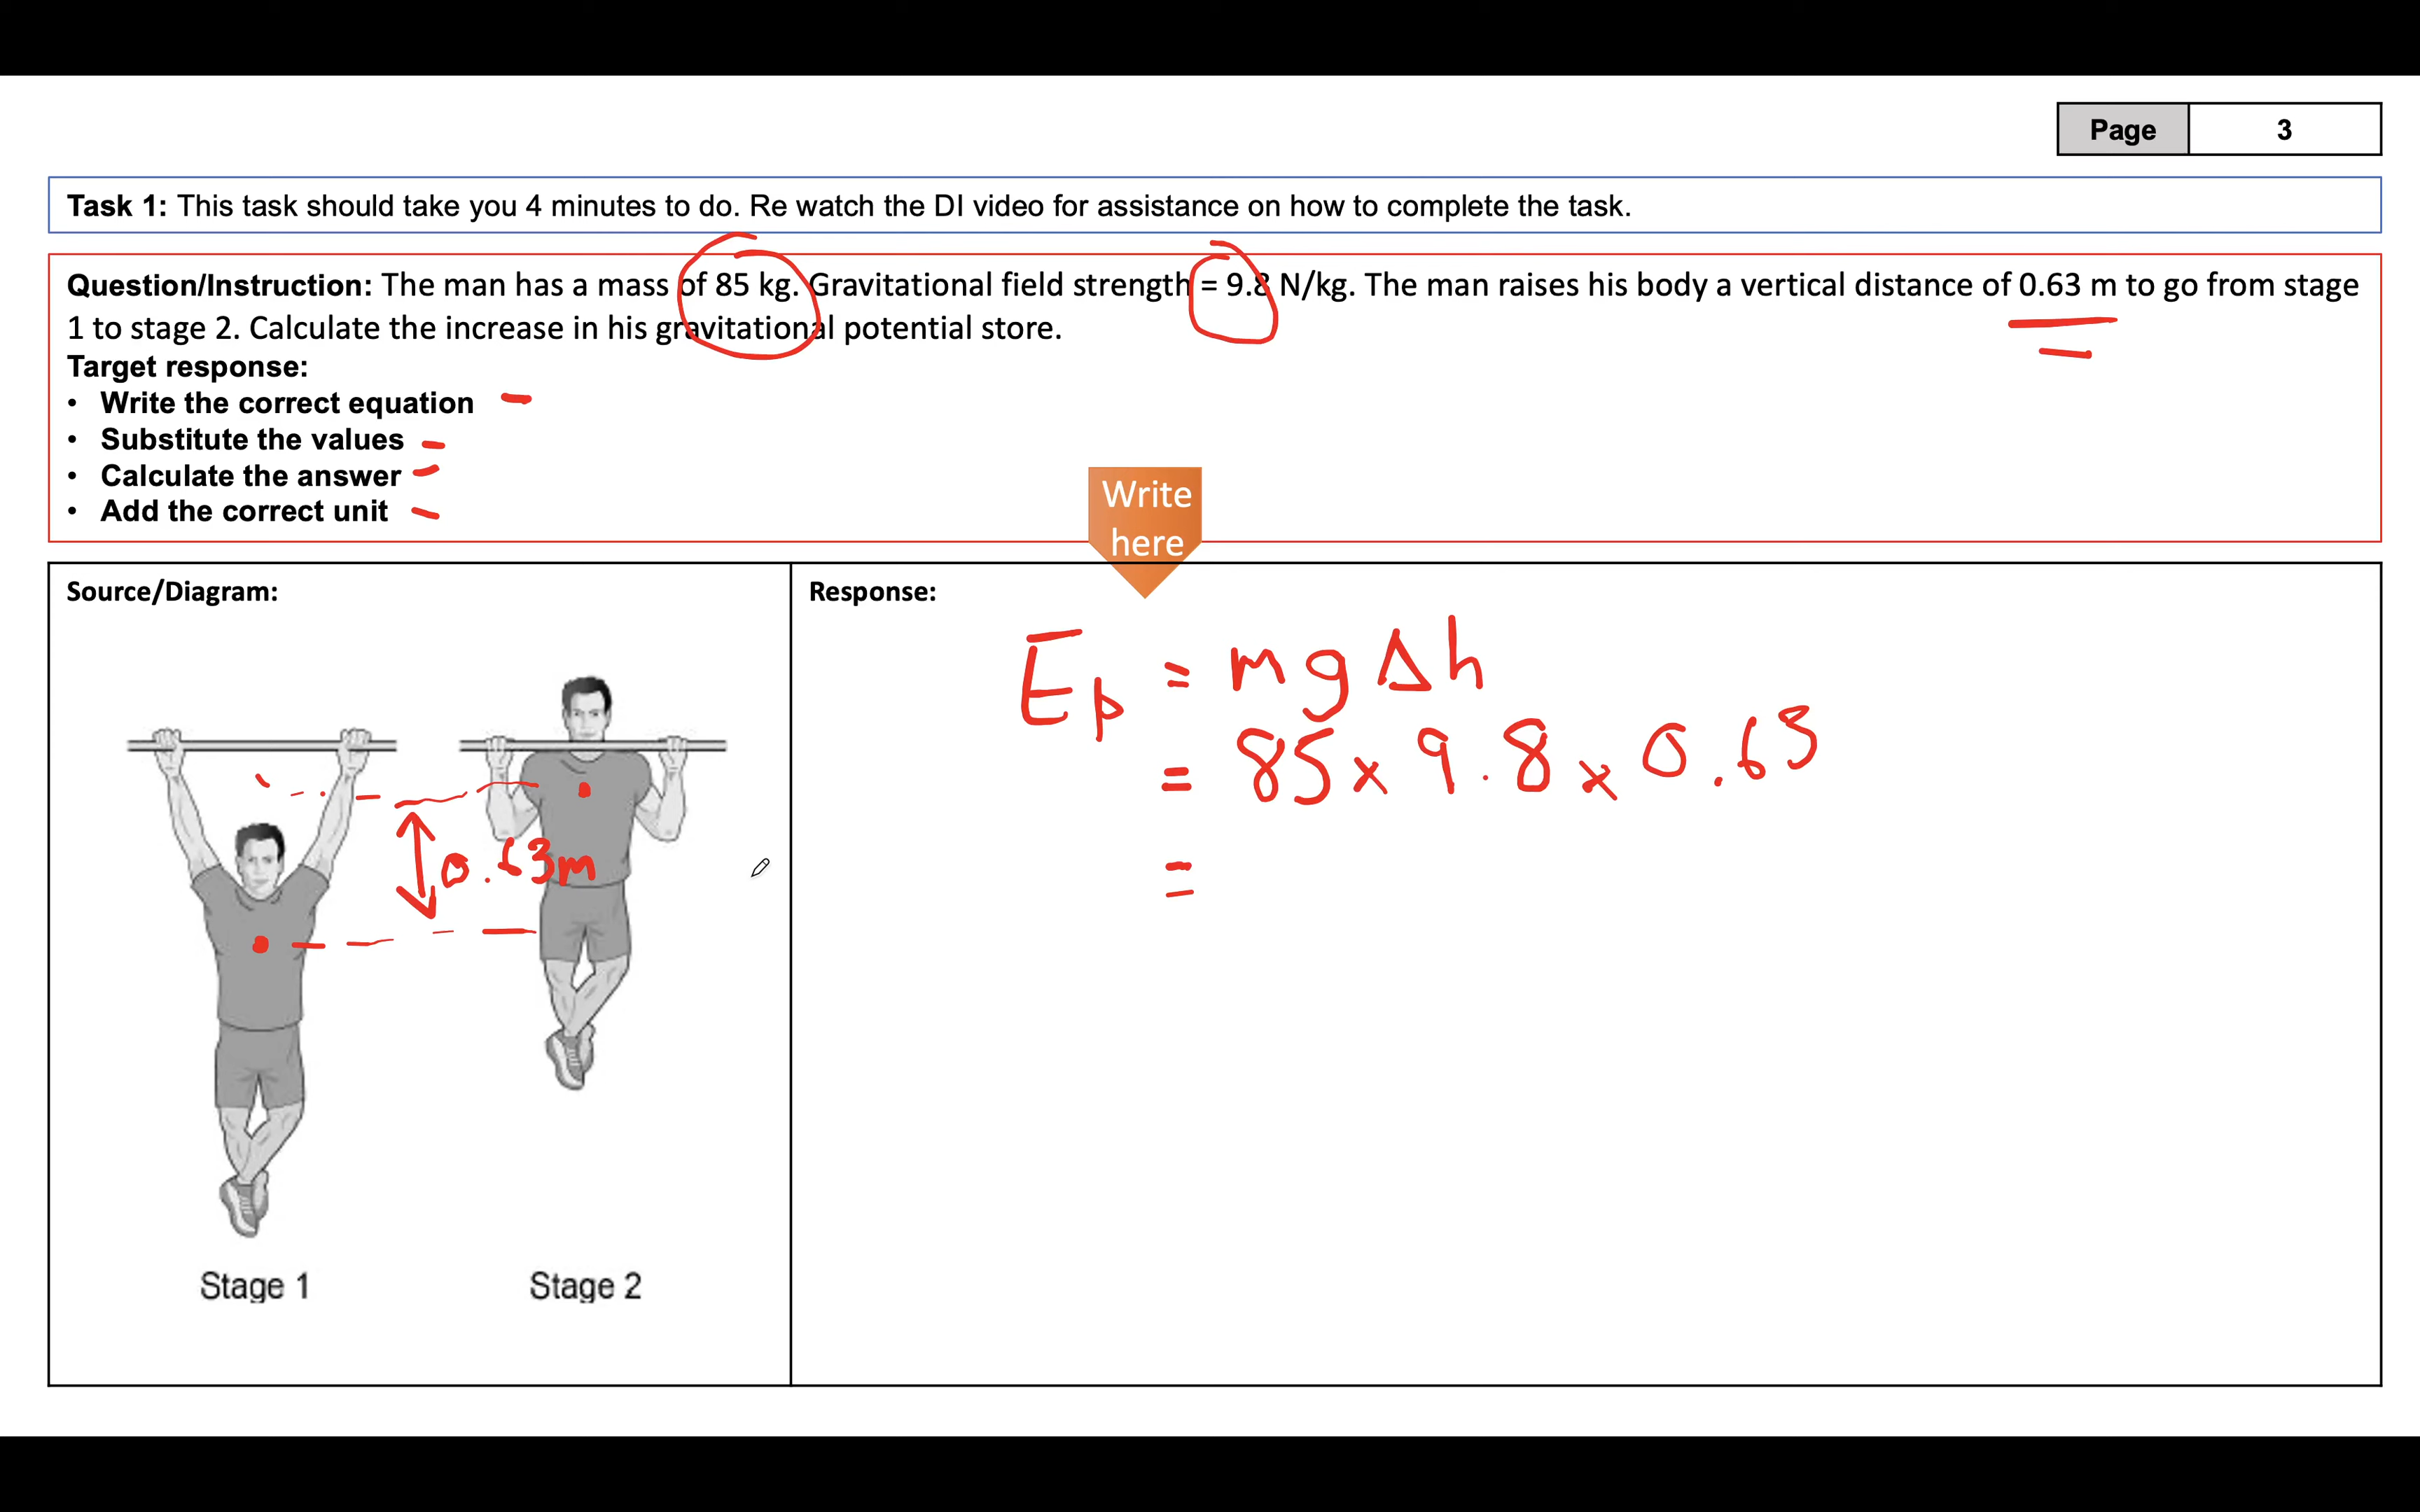 Page 3
Task 1: This task should take you 4 minutes to do. Re watch the DI video for assistance on how to complete the task.
Question/Instruction: The man has a mass of 85 kg. Gravitational field strength = 9.8 N/kg. The man raises his body a vertical distance of 0.63 m to go from stage
1 to stage 2. Calculate the increase in his gravitational potential store.
Target response:
• Write the correct equation
• Substitute the values
• Calculate the answer
• Add the correct unit
Write
here
Source/Diagram:
0.63m
Stage 1 Stage 2
Response:
Ep = mgΔh
= 85 × 9.8 × 0.63
=